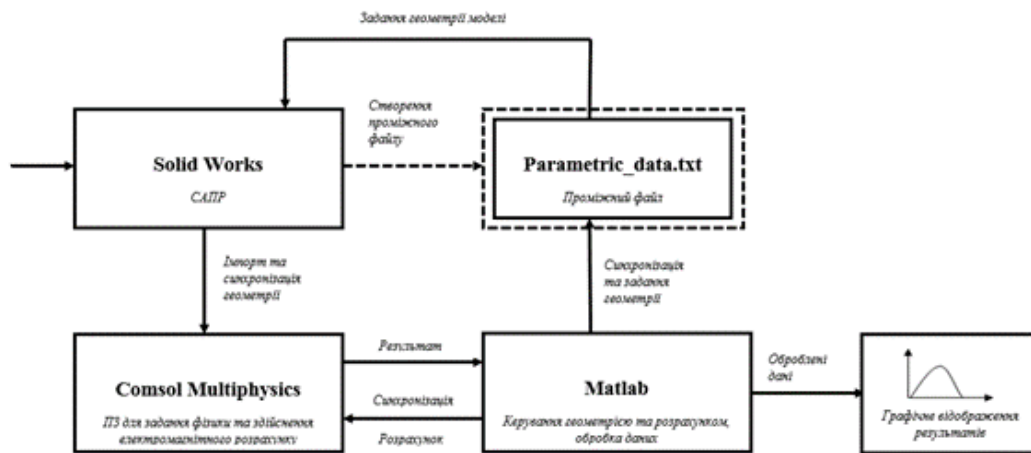 Задання геометрії моделі
Створення
проміжного
файлу
Solid Works
САПР
Parametric_data.txt
Проміжний файл
Імпорт та
синхронізація
геометрії
Синхронізація
та задання
геометрії
Comsol Multiphysics
ПЗ для задання фізики та здійснення
електромагнітного розрахунку
Результат
Синхронізація
Розрахунок
Matlab
Керування геометрією та розрахунком,
обробка даних
Оброблені
дані
Графічне відображення
результатів